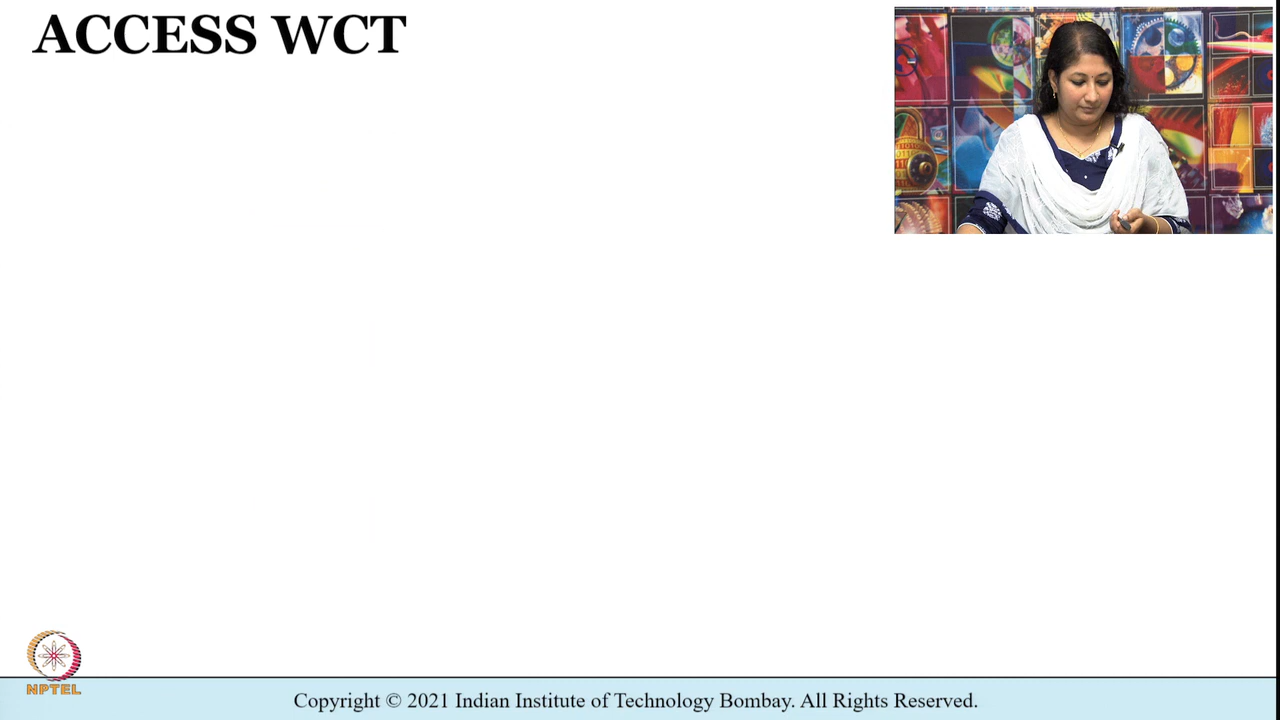 ACCESS WCT
NPTEL
Copyright © 2021 Indian Institute of Technology Bombay. All Rights Reserved.